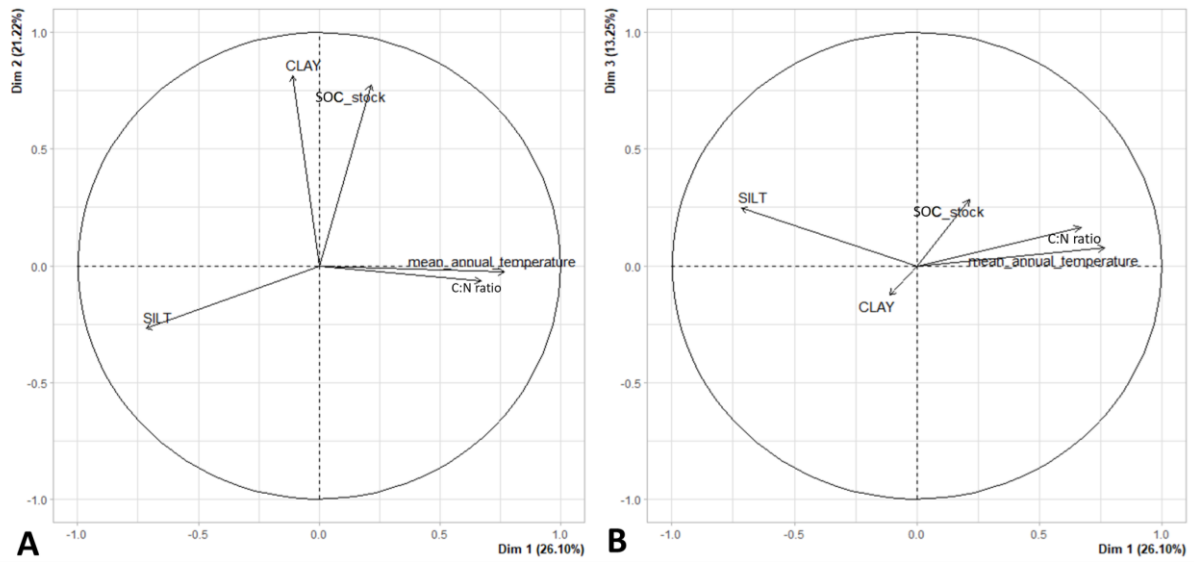 Dim 2 (21.22%)
1.0
0.5
0.0
-0.5
-1.0
CLAY
SOC_stock
mean_annual_temperature
C:N ratio
SILT
-1.0
-0.5
0.0
0.5
1.0
Dim 1 (26.10%)
A
Dim 3 (13.25%)
1.0
0.5
0.0
-0.5
-1.0
SILT
SOC_stock
C:N ratio
mean_annual_temperature
CLAY
-1.0
-0.5
0.0
0.5
1.0
Dim 1 (26.10%)
B